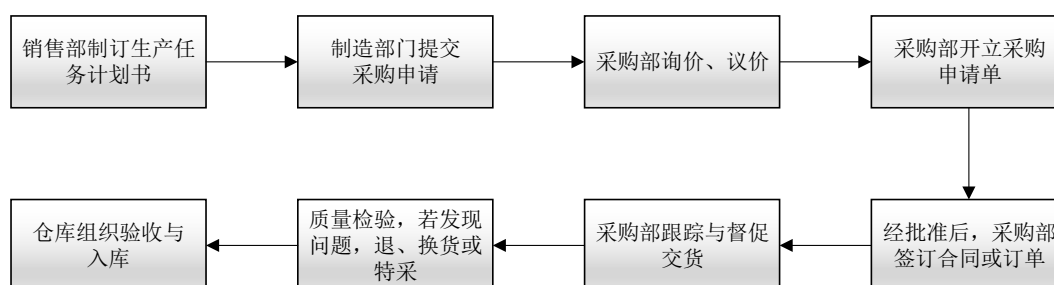 销售部制订生产任
务计划书
制造部门提交
采购申请
采购部询价、议价
采购部开立采购
申请单
仓库组织验收与
入库
质量检验，若发现
问题，退、换货或
特采
采购部跟踪与督促
交货
经批准后，采购部
签订合同或订单